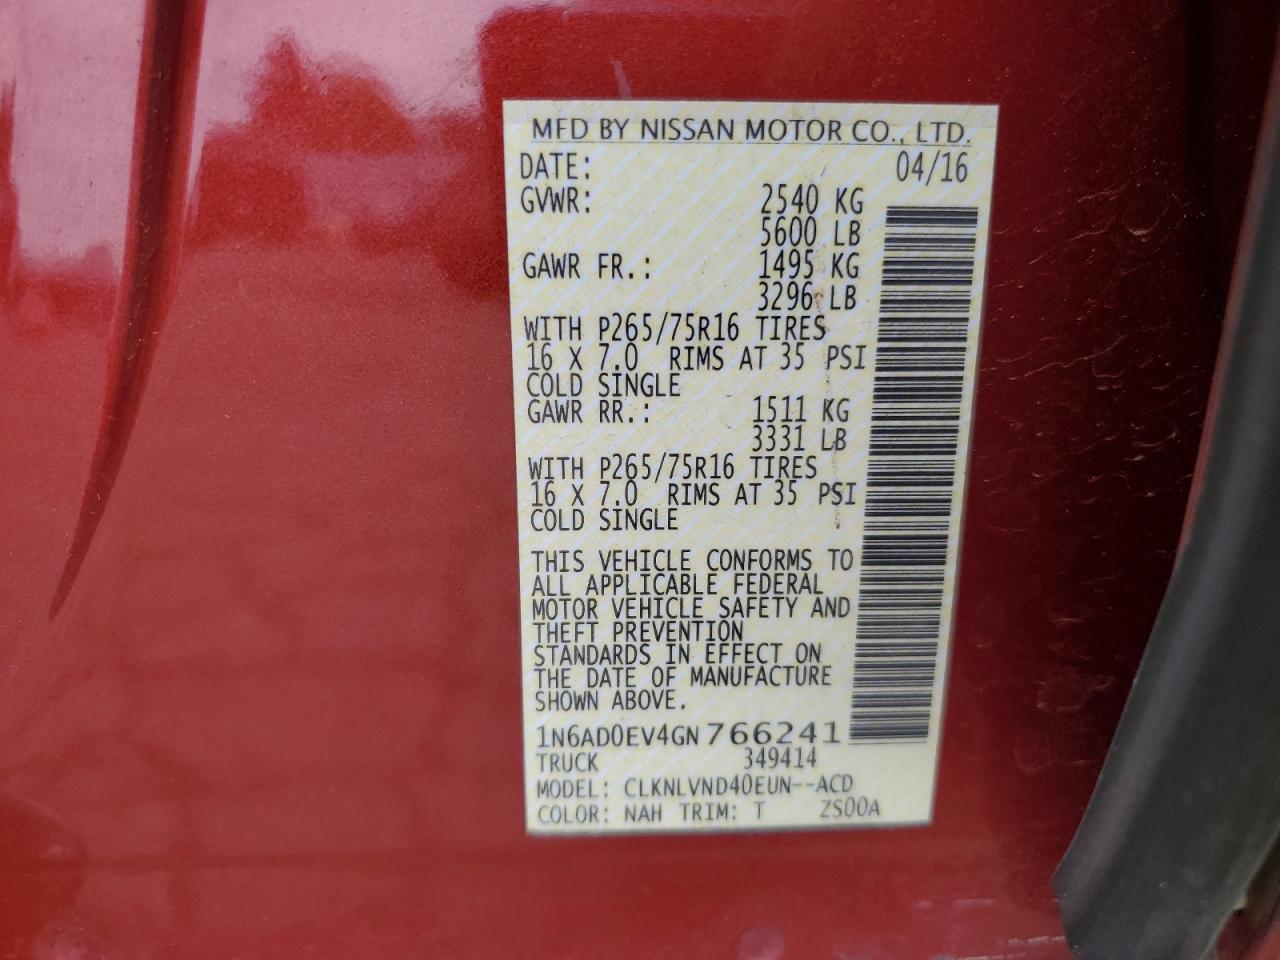 MFD BY NISSAN MOTOR CO., LTD.
DATE: 04/16
GVWR: 2540 KG
5600 LB
GAWR FR.: 1495 KG
3296 LB
WITH P265/75R16 TIRES
16 X 7.0 RIMS AT 35 PSI
COLD SINGLE
GAWR RR.: 1511 KG
3331 LB
WITH P265/75R16 TIRES
16 X 7.0 RIMS AT 35 PSI
COLD SINGLE
THIS VEHICLE CONFORMS TO
ALL APPLICABLE FEDERAL
MOTOR VEHICLE SAFETY AND
THEFT PREVENTION
STANDARDS IN EFFECT ON
THE DATE OF MANUFACTURE
SHOWN ABOVE.
1N6AD0EV4GN766241
TRUCK 349414
MODEL: CLKNLVND40EUN--ACD
COLOR: NAH TRIM: T ZS00A